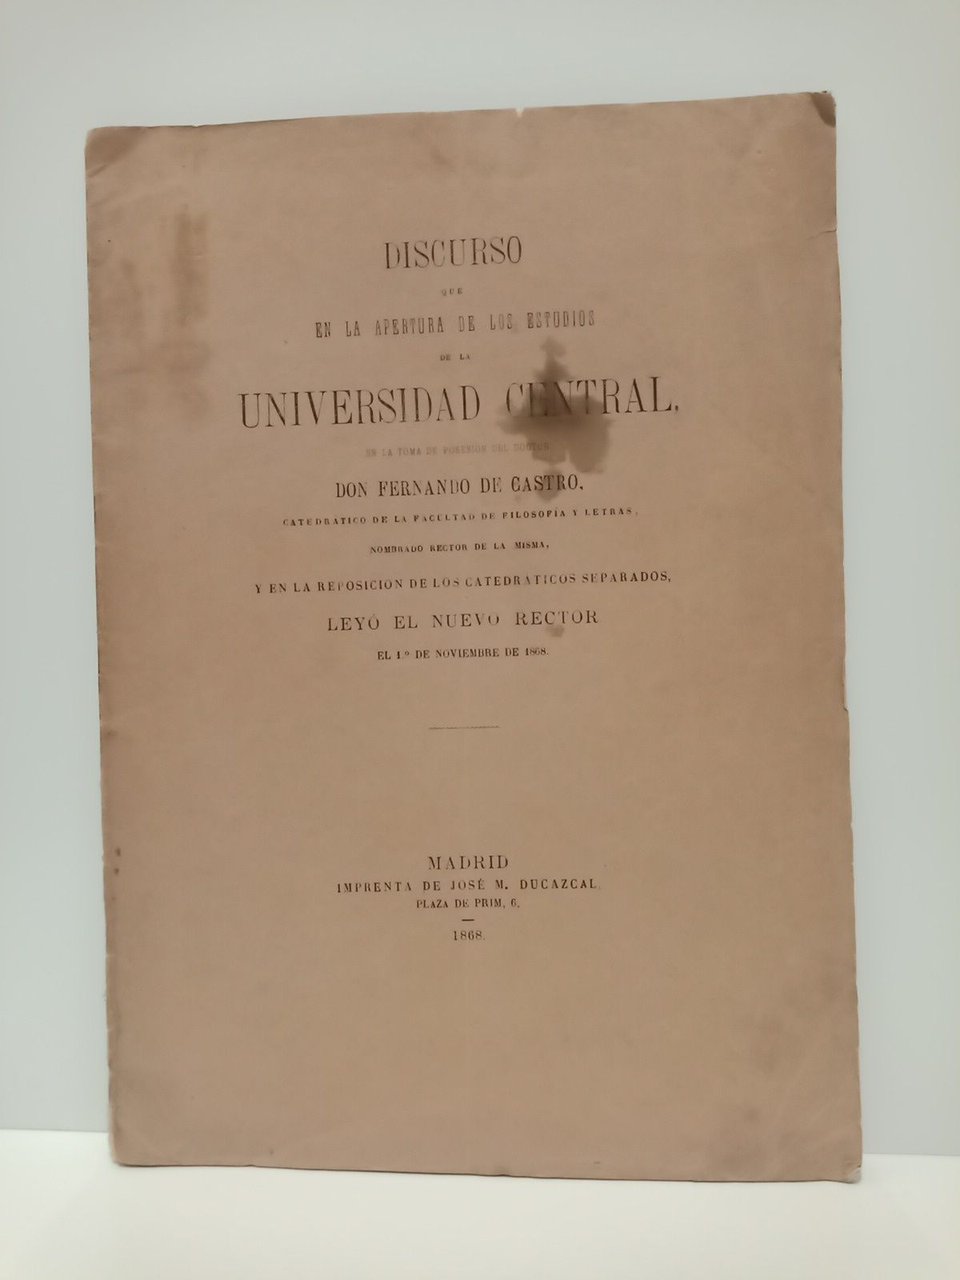 DISCURSO
QUE
EN LA APERTURA DE LOS ESTUDIOS
DE LA
UNIVERSIDAD CENTRAL,
EN LA TOMA DE POSESION DEL DOCTOR
DON FERNANDO DE CASTRO,
CATEDRATICO DE LA FACULTAD DE FILOSOFÍA Y LETRAS,
NOMBRADO RECTOR DE LA MISMA,
Y EN LA REPOSICION DE LOS CATEDRATICOS SEPARADOS,
LEYÓ EL NUEVO RECTOR
EL 1.º DE NOVIEMBRE DE 1868.
MADRID
IMPRENTA DE JOSÉ M. DUCAZCAL,
PLAZA DE PRIM, 6,
1868.